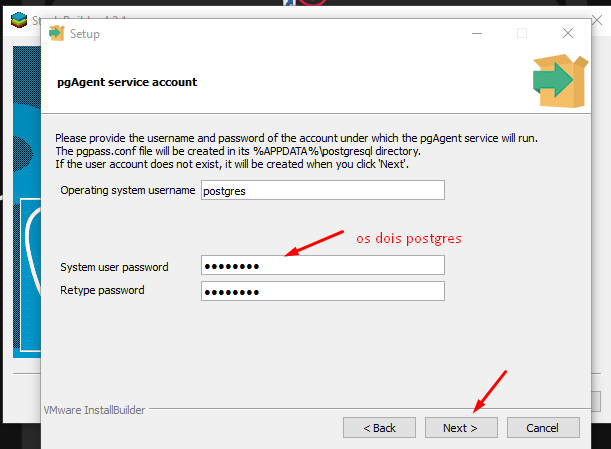 Setup
pgAgent service account
Please provide the username and password of the account under which the pgAgent service will run.
The pgpass.conf file will be created in its %APPDATA%\postgresql directory.
If the user account does not exist, it will be created when you click 'Next'.
Operating system username postgres
os dois postgres
System user password ●●●●●●●●
Retype password ●●●●●●●●
VMware InstallBuilder
< Back Next > Cancel